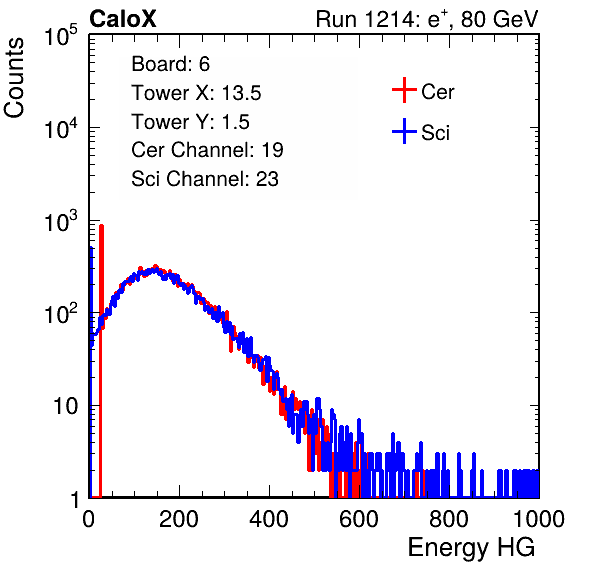 CaloX Run 1214: e⁺, 80 GeV
Board: 6
Tower X: 13.5
Tower Y: 1.5
Cer Channel: 19
Sci Channel: 23
Cer
Sci
Counts
10⁵
10⁴
10³
10²
10
1
0 200 400 600 800 1000
Energy HG